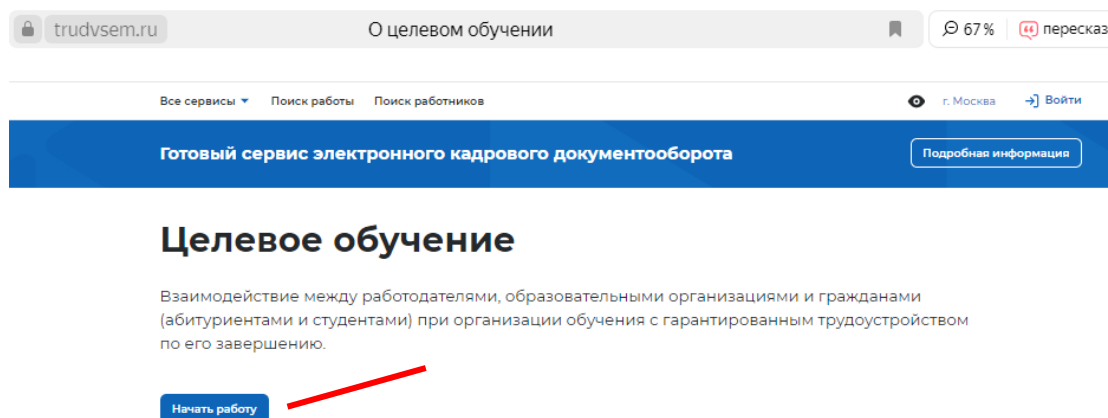 trudvsem.ru О целевом обучении 67 % пересказ
Все сервисы Поиск работы Поиск работников г. Москва Войти
Готовый сервис электронного кадрового документооборота Подробная информация
Целевое обучение
Взаимодействие между работодателями, образовательными организациями и гражданами
(абитуриентами и студентами) при организации обучения с гарантированным трудоустройством
по его завершению.
Начать работу